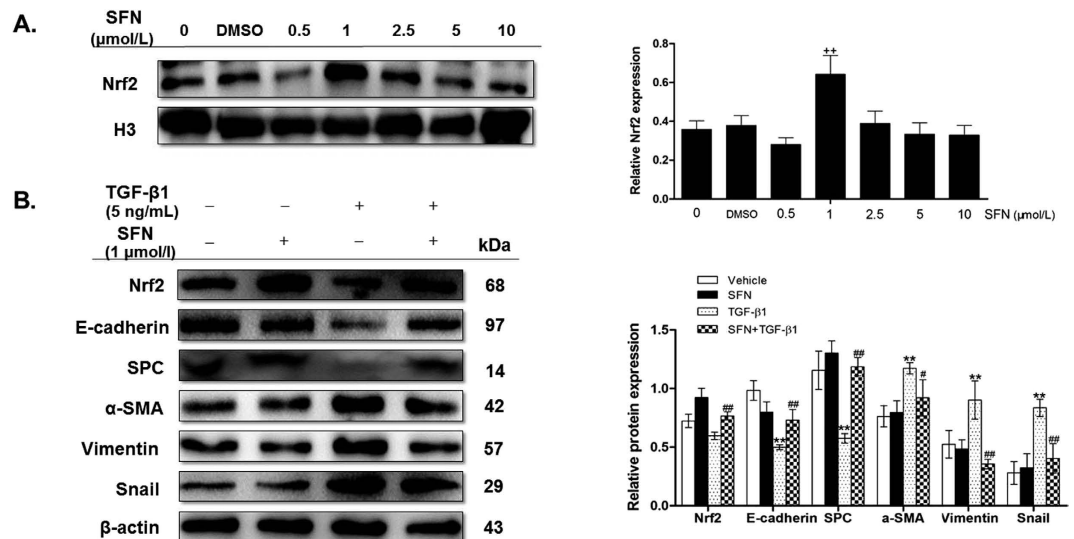 A.
SFN
(μmol/L)
0 DMSO 0.5 1 2.5 5 10
Nrf2
H3
Relative Nrf2 expression
0.8
0.6
0.4
0.2
0.0
++
0 DMSO 0.5 1 2.5 5 10 SFN (μmol/L)
B.
TGF-β1
(5 ng/mL)
– – + +
SFN
(1 μmol/l)
– + – +
kDa
Nrf2 68
E-cadherin 97
SPC 14
α-SMA 42
Vimentin 57
Snail 29
β-actin 43
Vehicle
SFN
TGF-β1
SFN+TGF-β1
Relative protein expression
1.5
1.0
0.5
0.0
## ** ## ** ## ** # ** ## ** ##
Nrf2 E-cadherin SPC a-SMA Vimentin Snail